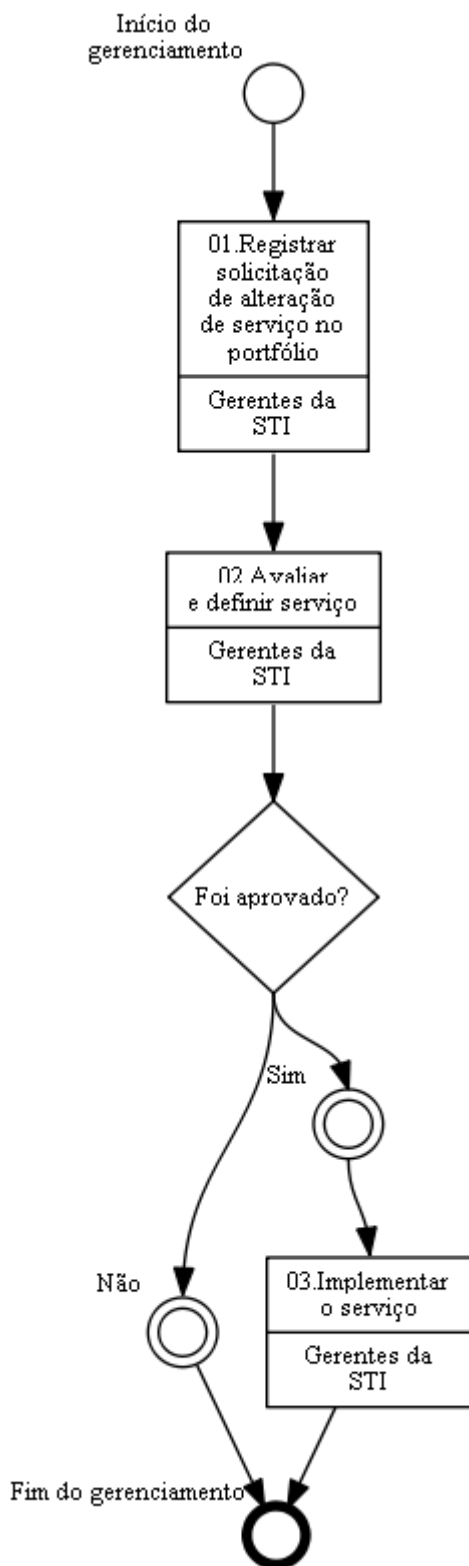 Início do
gerenciamento
01.Registrar
solicitação
de alteração
de serviço no
portfólio
Gerentes da
STI
02.Avaliar
e definir serviço
Gerentes da
STI
Foi aprovado?
Sim
Não
03.Implementar
o serviço
Gerentes da
STI
Fim do gerenciamento